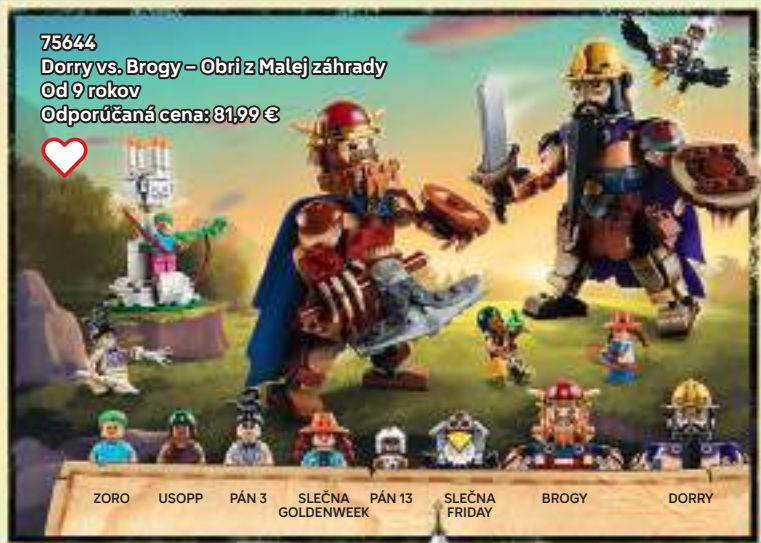 75644
Dorry vs. Brogy – Obri z Malej záhrady
Od 9 rokov
Odporúčaná cena: 81,99 €
ZORO
USOPP
PÁN 3
SLEČNA
GOLDENWEEK
PÁN 13
SLEČNA
FRIDAY
BROGY
DORRY